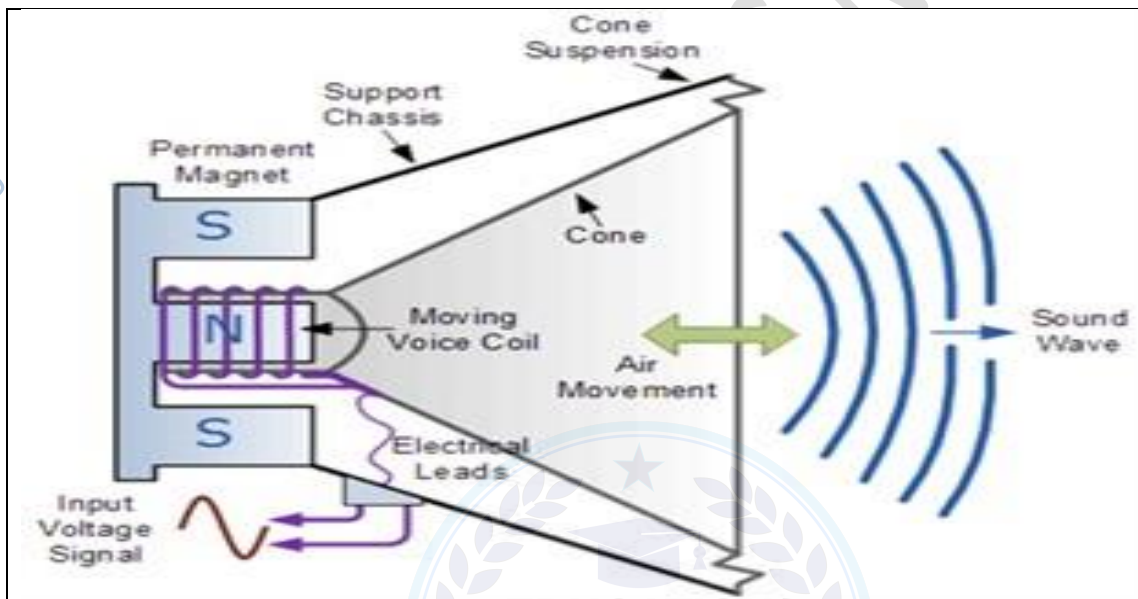 Cone
Suspension
Support
Chassis
Permanent
Magnet
S
Cone
N
Moving
Voice Coil
Sound
Wave
Air
Movement
S
Electrical
Leads
Input
Voltage
Signal